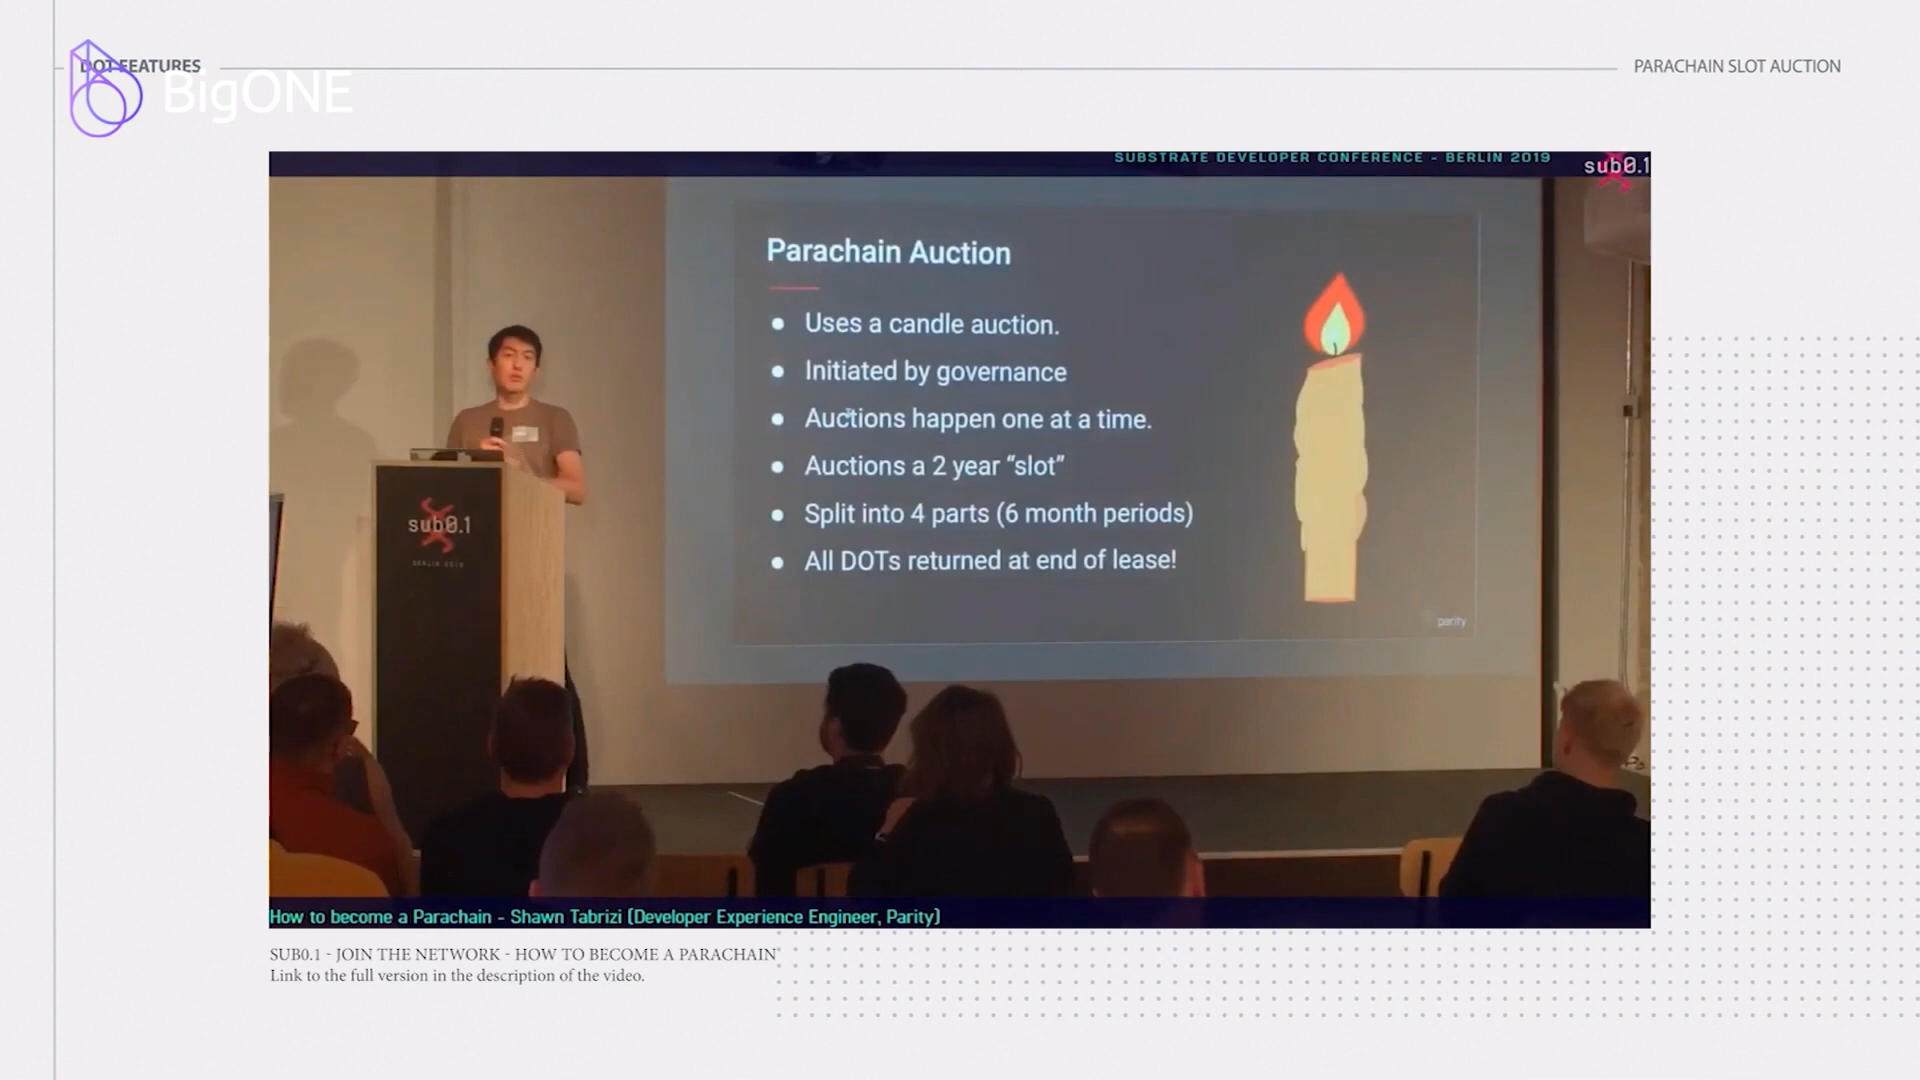 DOT FEATURES
BigONE
PARACHAIN SLOT AUCTION
SUBSTRATE DEVELOPER CONFERENCE - BERLIN 2019
sub0.1
Parachain Auction
Uses a candle auction.
Initiated by governance
Auctions happen one at a time.
Auctions a 2 year “slot”
Split into 4 parts (6 month periods)
All DOTs returned at end of lease!
parity
sub0.1
BERLIN 2019
How to become a Parachain - Shawn Tabrizi (Developer Experience Engineer, Parity)
SUB0.1 - JOIN THE NETWORK - HOW TO BECOME A PARACHAIN
Link to the full version in the description of the video.